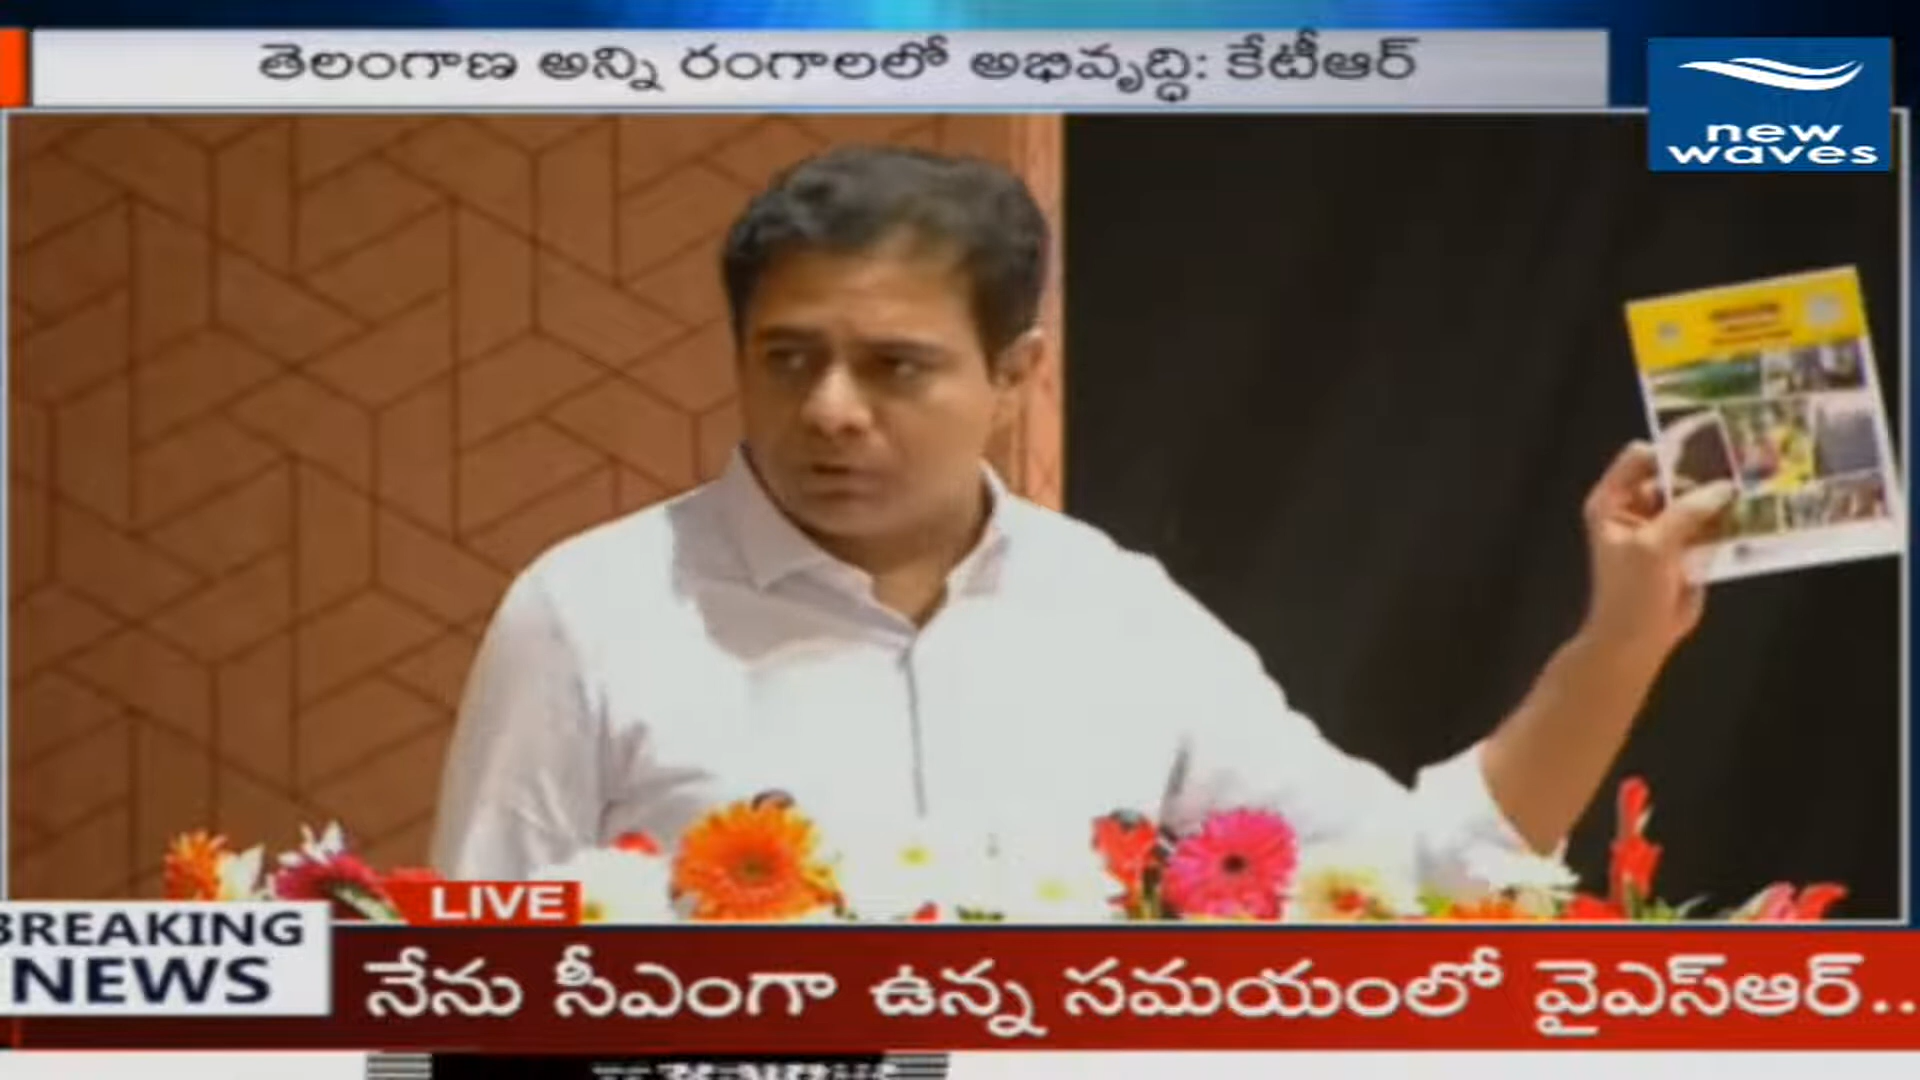 తెలంగాణ అన్ని రంగాలలో అభివృద్ధి: కేటీఆర్
new
waves
LIVE
BREAKING
NEWS
నేను సీఎంగా ఉన్న సమయంలో వైఎస్ఆర్..